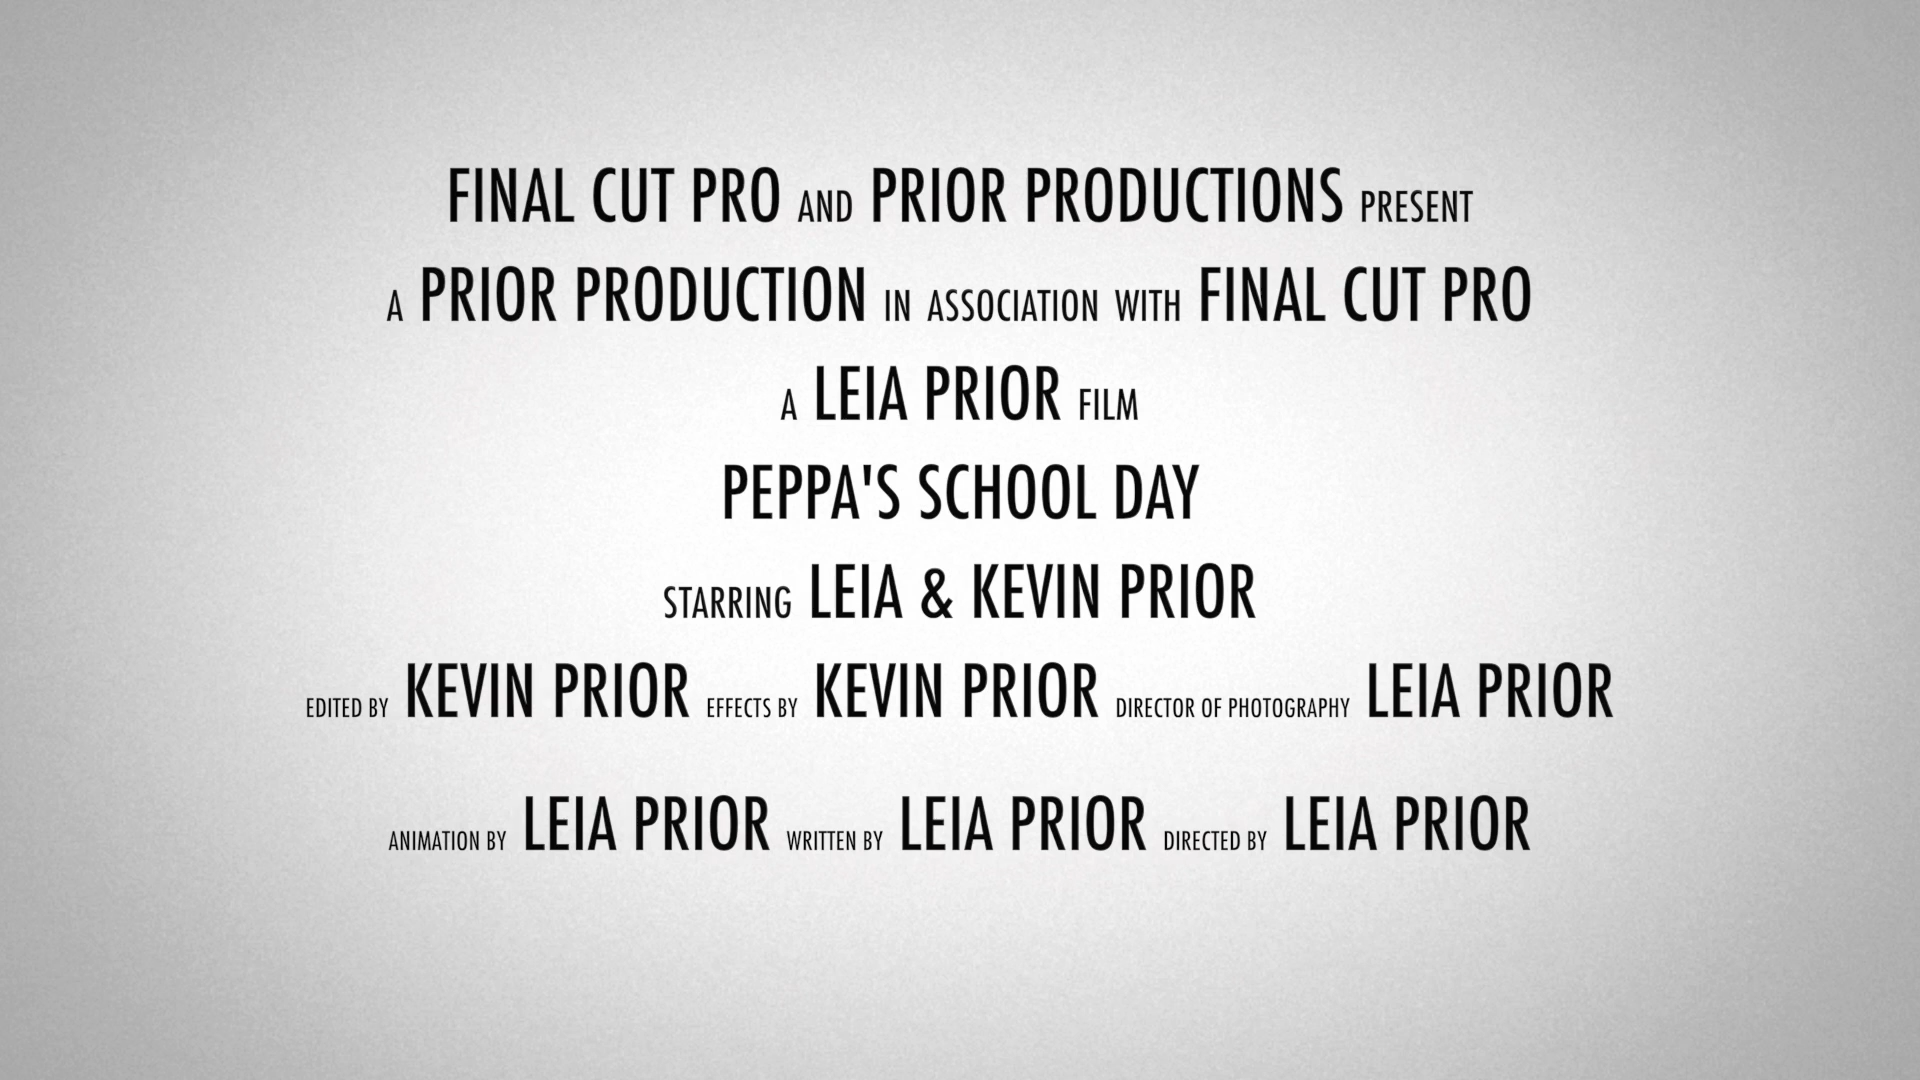 FINAL CUT PRO AND PRIOR PRODUCTIONS PRESENT
A PRIOR PRODUCTION IN ASSOCIATION WITH FINAL CUT PRO
A LEIA PRIOR FILM
PEPPA'S SCHOOL DAY
STARRING LEIA & KEVIN PRIOR
EDITED BY KEVIN PRIOR EFFECTS BY KEVIN PRIOR DIRECTOR OF PHOTOGRAPHY LEIA PRIOR
ANIMATION BY LEIA PRIOR WRITTEN BY LEIA PRIOR DIRECTED BY LEIA PRIOR